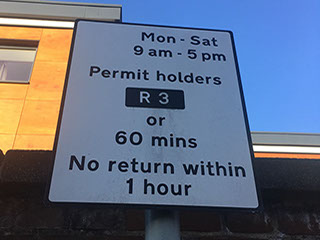 Mon - Sat
9 am - 5 pm
Permit holders
R 3
or
60 mins
No return within
1 hour